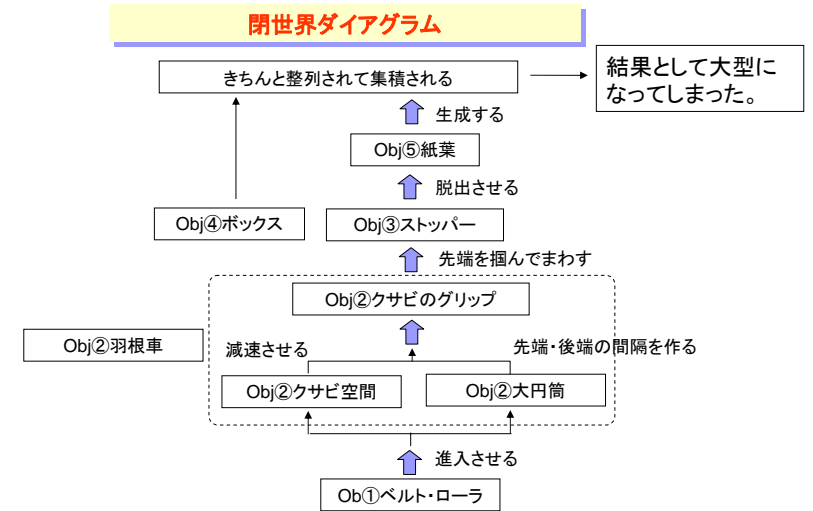 閉世界ダイアグラム
きちんと整列されて集積される
結果として大型に
なってしまった。
生成する
Obj⑤紙葉
脱出させる
Obj④ボックス
Obj③ストッパー
先端を掴んでまわす
Obj②クサビのグリップ
Obj②羽根車
減速させる
先端・後端の間隔を作る
Obj②クサビ空間
Obj②大円筒
進入させる
Ob①ベルト・ローラ